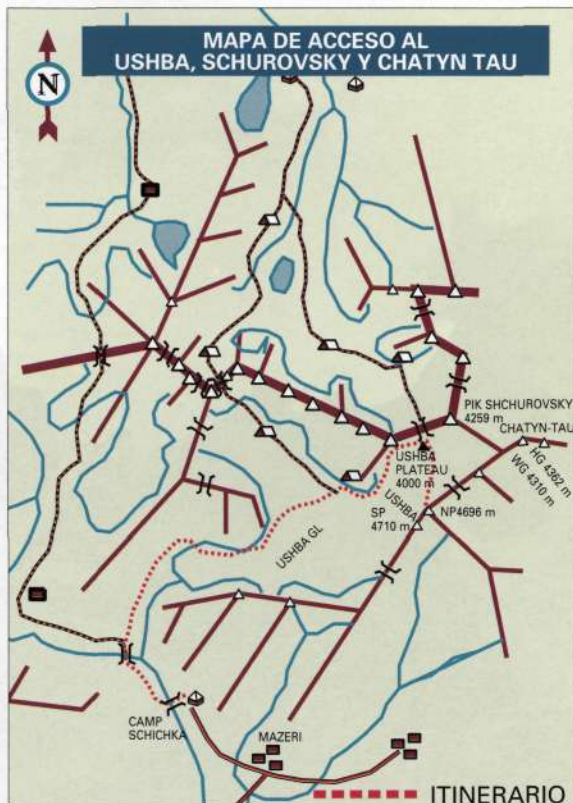 MAPA DE ACCESO AL
USHBA, SCHUROVSKY Y CHATYN TAU
N
PIK SHCHUROVSKY
4259 m
CHATYN-TAU
HG 4362 m
WG 4310 m
USHBA
PLATEAU
4000 m
USHBA
SP
4710 m
NP4696 m
USHBA GL
CAMP
SCHICHKA
MAZERI
ITINERARIO